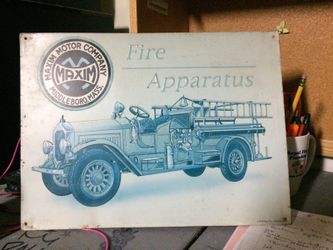 MAXIM MOTOR COMPANY
MAXIM
MIDDLEBORO MASS.
Fire
Apparatus